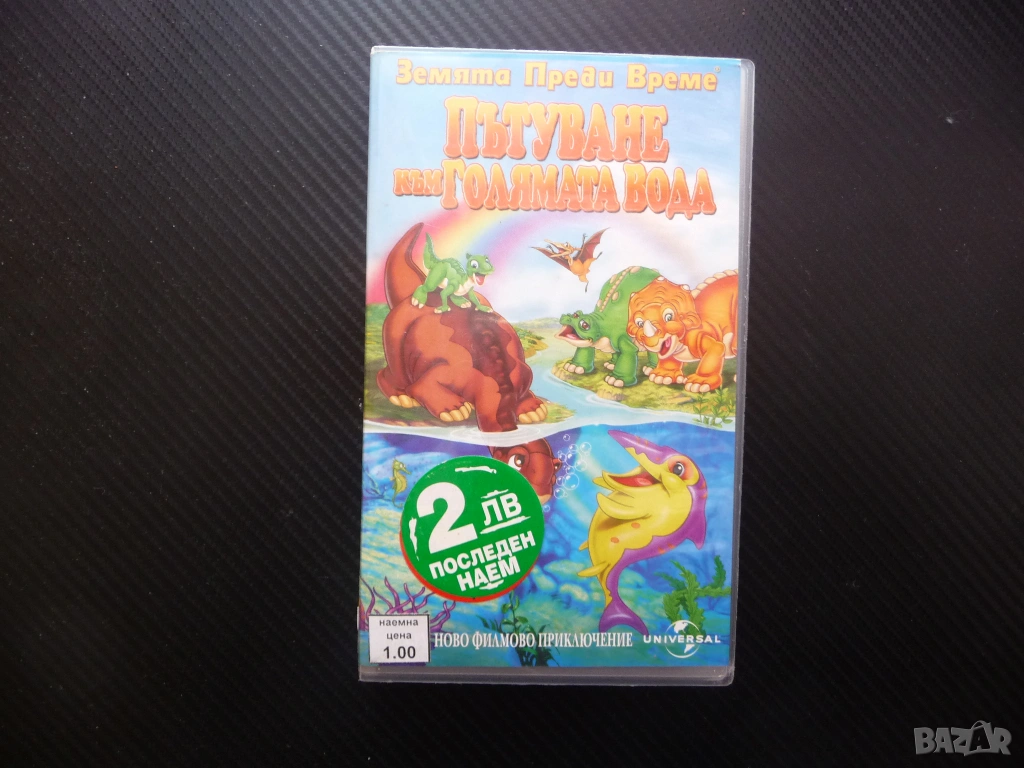 Земята Преди Време
ПЪТУВАНЕ
КЪМ ГОЛЯМАТА ВОДА
2 ЛВ
ПОСЛЕДЕН
НАЕМ
наемна
цена
1.00
НОВО ФИЛМОВО ПРИКЛЮЧЕНИЕ
UNIVERSAL
BAZAR